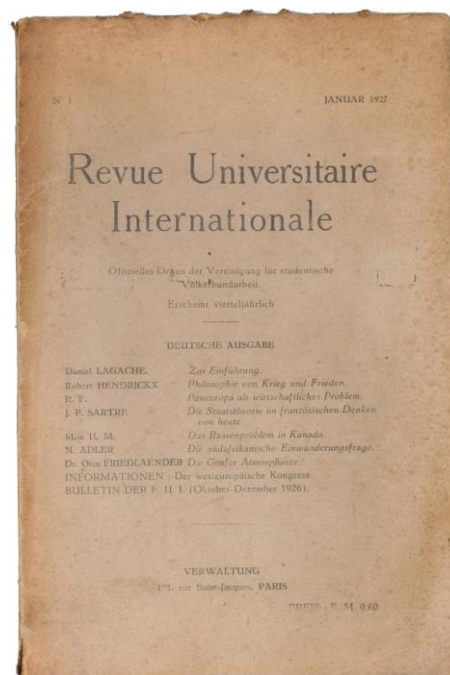 N° 1 JANUAR 1927
Revue Universitaire
Internationale
Offizielles Organ der Vereinigung für studentische
Völkerbundarbeit.
Erscheint vierteljährlich
DEUTSCHE AUSGABE
Daniel LAGACHE. Zur Einführung.
Robert HENDRICKX Philosophie von Krieg und Frieden.
R. T. Paneuropa als wirtschaftliches Problem.
J. P. SARTRE Die Staatstheorie im französischen Denken
von heute.
Max H. M. Das Rassenproblem in Kanada.
N. ADLER Die südafrikanische Einwanderungsfrage.
Dr. Otto FRIEDLAENDER Die Genfer Atmosphaere.
INFORMATIONEN : Der westeuropäische Kongress.
BULLETIN DER F. U. I. (Oktober-Dezember 1926).
VERWALTUNG
rue Saint-Jacques, PARIS
PREIS : R. M. 0,60